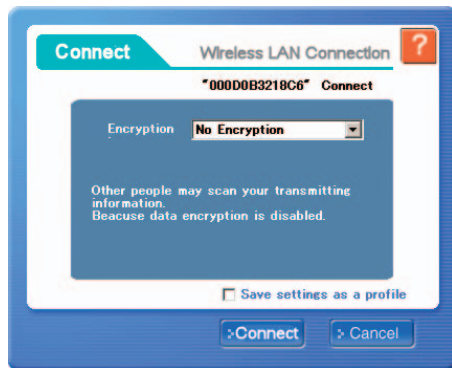 Connect
Wireless LAN Connection
?
"000D0B3218C6" Connect
Encryption
No Encryption
Other people may scan your transmitting
information.
Beacuse data encryption is disabled.
Save settings as a profile
>Connect
> Cancel